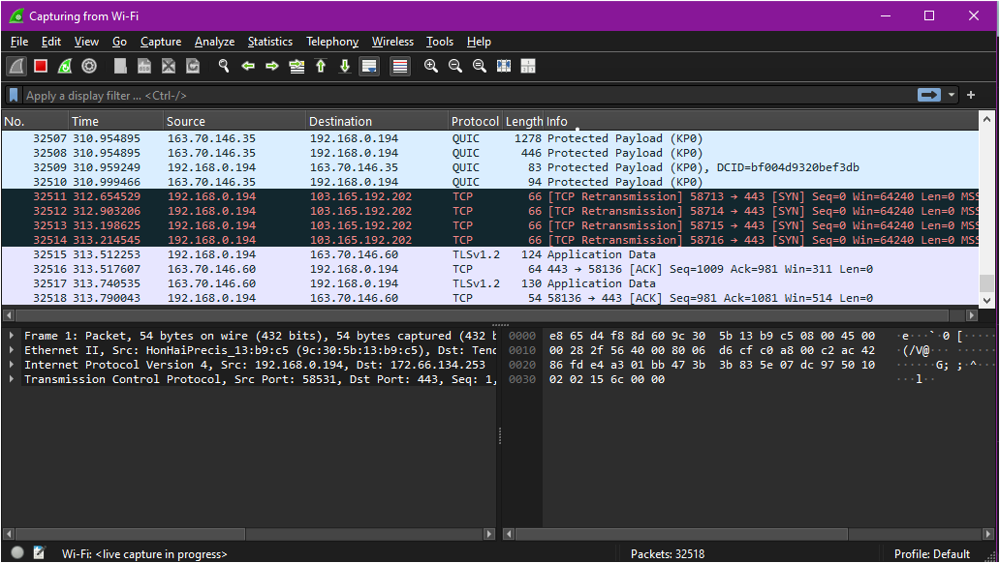 Capturing from Wi-Fi
File Edit View Go Capture Analyze Statistics Telephony Wireless Tools Help
Apply a display filter ... <Ctrl-/>
No. Time Source Destination Protocol Length Info
32507 310.954895 163.70.146.35 192.168.0.194 QUIC 1278 Protected Payload (KP0)
32508 310.954895 163.70.146.35 192.168.0.194 QUIC 446 Protected Payload (KP0)
32509 310.959249 192.168.0.194 163.70.146.35 QUIC 83 Protected Payload (KP0), DCID=bf004d9320bef3db
32510 310.999466 163.70.146.35 192.168.0.194 QUIC 94 Protected Payload (KP0)
32511 312.654529 192.168.0.194 103.165.192.202 TCP 66 [TCP Retransmission] 58713 → 443 [SYN] Seq=0 Win=64240 Len=0 MSS
32512 312.903206 192.168.0.194 103.165.192.202 TCP 66 [TCP Retransmission] 58714 → 443 [SYN] Seq=0 Win=64240 Len=0 MSS
32513 313.198625 192.168.0.194 103.165.192.202 TCP 66 [TCP Retransmission] 58715 → 443 [SYN] Seq=0 Win=64240 Len=0 MSS
32514 313.214545 192.168.0.194 103.165.192.202 TCP 66 [TCP Retransmission] 58716 → 443 [SYN] Seq=0 Win=64240 Len=0 MSS
32515 313.512253 192.168.0.194 163.70.146.60 TLSv1.2 124 Application Data
32516 313.517607 163.70.146.60 192.168.0.194 TCP 64 443 → 58136 [ACK] Seq=1009 Ack=981 Win=311 Len=0
32517 313.740535 163.70.146.60 192.168.0.194 TLSv1.2 130 Application Data
32518 313.790043 192.168.0.194 163.70.146.60 TCP 54 58136 → 443 [ACK] Seq=981 Ack=1081 Win=514 Len=0
Frame 1: Packet, 54 bytes on wire (432 bits), 54 bytes captured (432 b
Ethernet II, Src: HonHaiPrecis_13:b9:c5 (9c:30:5b:13:b9:c5), Dst: Tenc
Internet Protocol Version 4, Src: 192.168.0.194, Dst: 172.66.134.253
Transmission Control Protocol, Src Port: 58531, Dst Port: 443, Seq: 1,
0000 e8 65 d4 f8 8d 60 9c 30 5b 13 b9 c5 08 00 45 00 ·e···`·0 [·····
0010 00 28 2f 56 40 00 80 06 d6 cf c0 a8 00 c2 ac 42 ·(/V@···
0020 86 fd e4 a3 01 bb 47 3b 3b 83 5e 07 dc 97 50 10 ······G; ;·^···
0030 02 02 15 6c 00 00 ···l··
Wi-Fi: <live capture in progress> Packets: 32518 Profile: Default